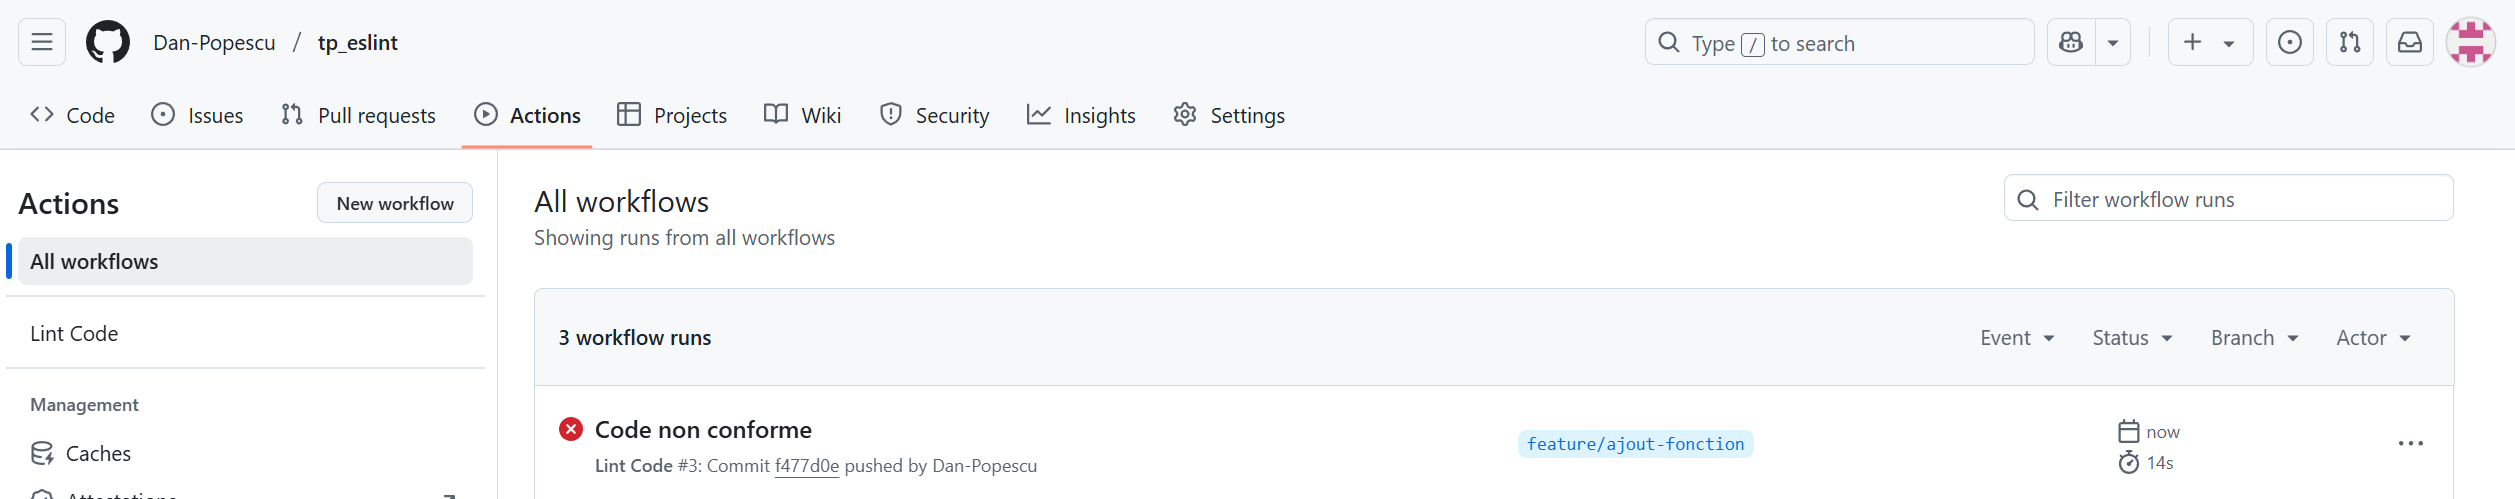 Dan-Popescu / tp_eslint
Type / to search
Code
Issues
Pull requests
Actions
Projects
Wiki
Security
Insights
Settings
Actions
New workflow
All workflows
Lint Code
Management
Caches
Attestations
All workflows
Showing runs from all workflows
Filter workflow runs
3 workflow runs
Event
Status
Branch
Actor
Code non conforme
Lint Code #3: Commit f477d0e pushed by Dan-Popescu
feature/ajout-fonction
now
14s